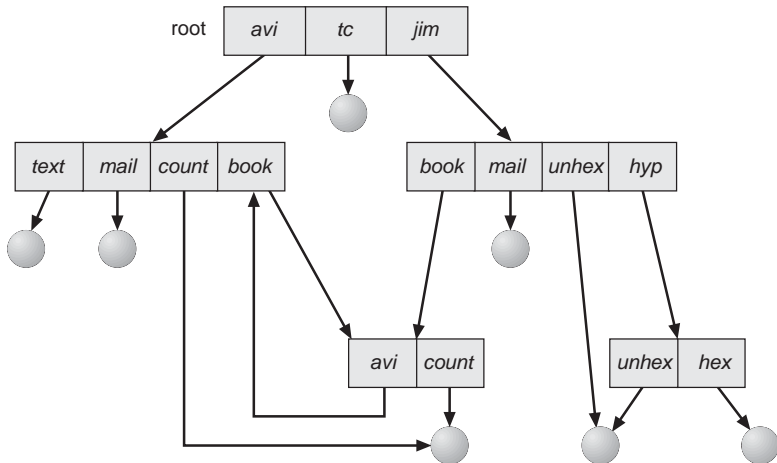 root avi tc jim
text mail count book
book mail unhex hyp
avi count
unhex hex